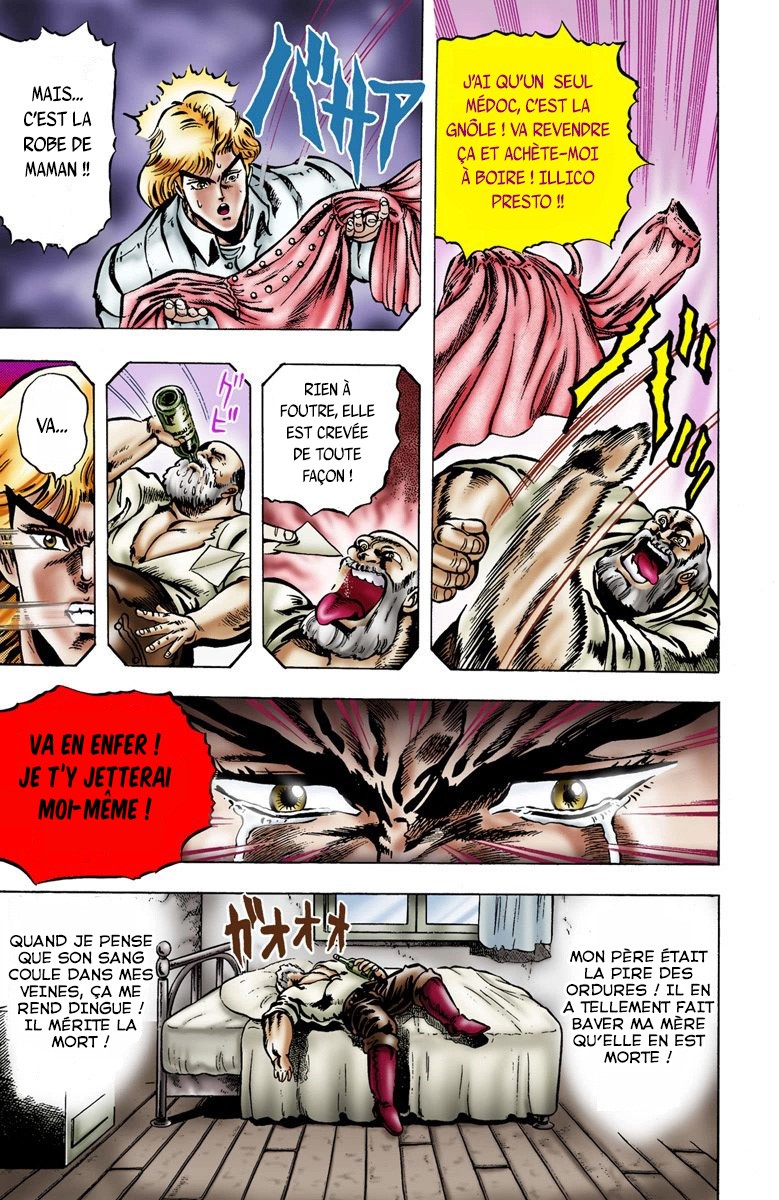 J'AI QU'UN SEUL
MÉDOC, C'EST LA
GNÔLE ! VA REVENDRE
ÇA ET ACHÈTE-MOI
À BOIRE ! ILLICO
PRESTO !!
バババッ
MAIS...
C'EST LA
ROBE DE
MAMAN !!
バサァ
RIEN À
FOUTRE, ELLE
EST CREVÉE
DE TOUTE
FAÇON !
グビ
VA...
VA EN ENFER !
JE T'Y JETTERAI
MOI-MÊME !
MON PÈRE ÉTAIT
LA PIRE DES
ORDURES ! IL EN
A TELLEMENT FAIT
BAVER MA MÈRE
QU'ELLE EN EST
MORTE !
ガオオオ
QUAND JE PENSE
QUE SON SANG
COULE DANS MES
VEINES, ÇA ME
REND DINGUE !
IL MÉRITE LA
MORT !